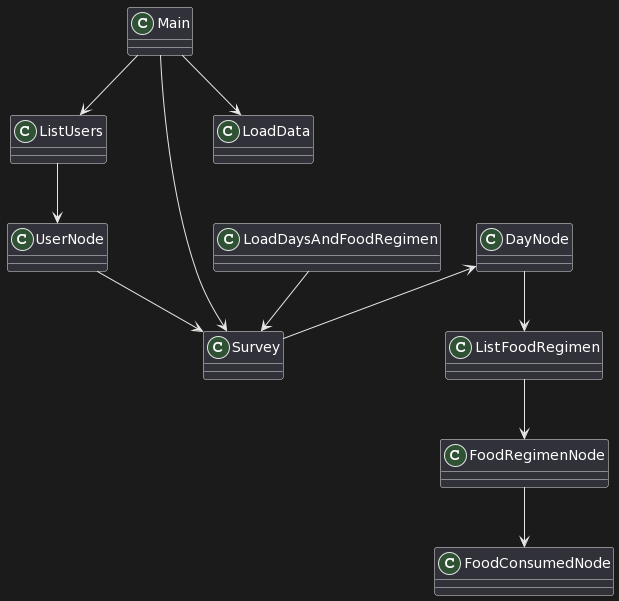 C Main
C ListUsers
C LoadData
C UserNode
C LoadDaysAndFoodRegimen
C DayNode
C Survey
C ListFoodRegimen
C FoodRegimenNode
C FoodConsumedNode